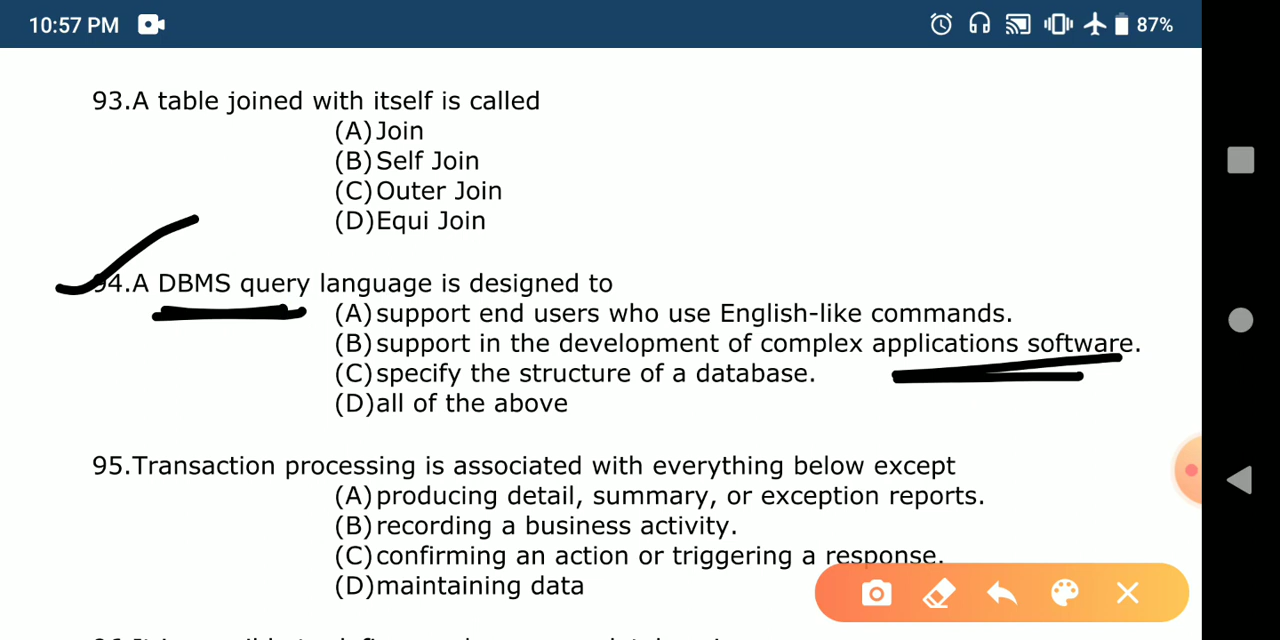 10:57 PM 87%
93.A table joined with itself is called
(A)Join
(B)Self Join
(C)Outer Join
(D)Equi Join
94.A DBMS query language is designed to
(A)support end users who use English-like commands.
(B)support in the development of complex applications software.
(C)specify the structure of a database.
(D)all of the above
95.Transaction processing is associated with everything below except
(A)producing detail, summary, or exception reports.
(B)recording a business activity.
(C)confirming an action or triggering a response.
(D)maintaining data